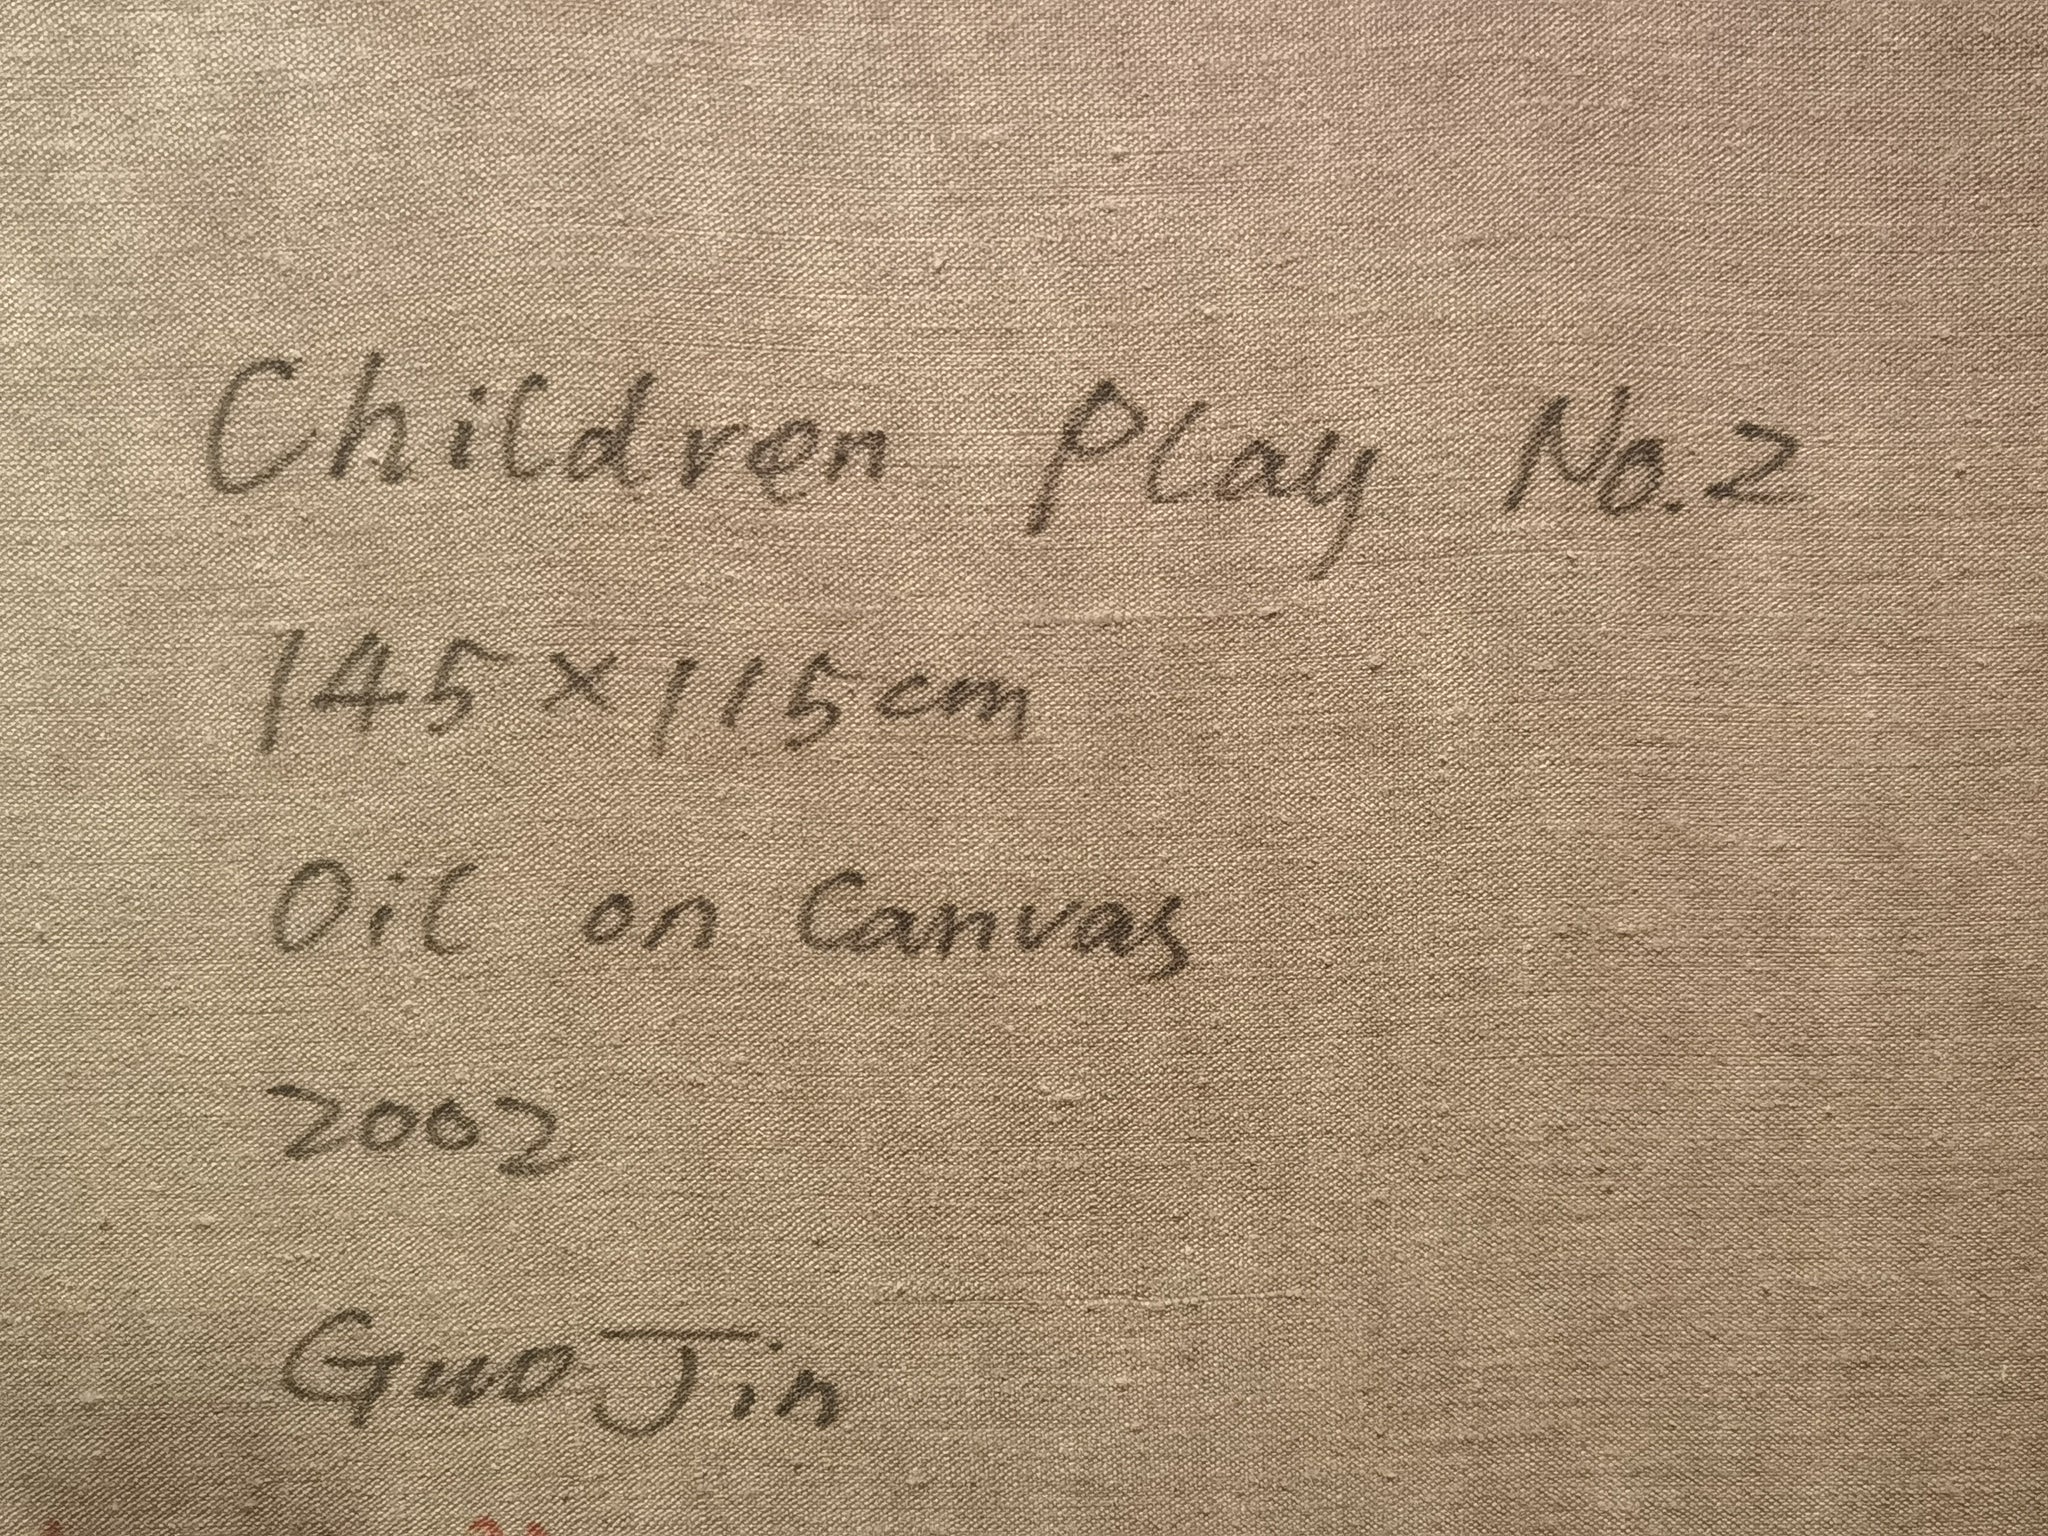 Children Play No.2
145×115cm
Oil on Canvas
2002
Guo Jin